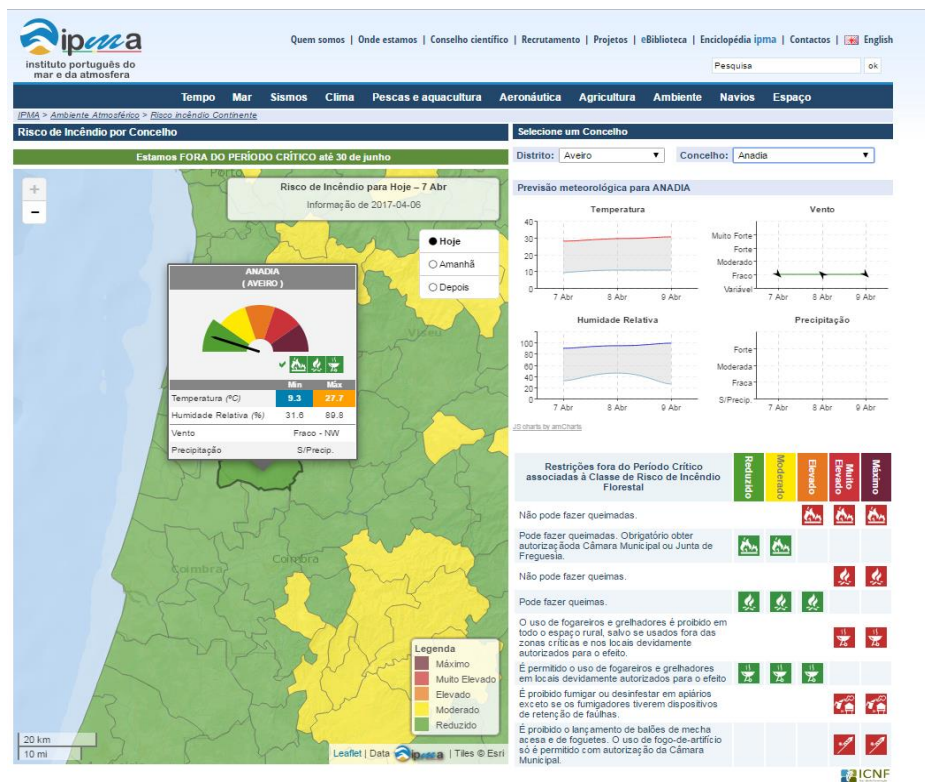 ipma
instituto português do
mar e da atmosfera
Quem somos | Onde estamos | Conselho científico | Recrutamento | Projetos | eBiblioteca | Enciclopédia ipma | Contactos | English
Pesquisa ok
Tempo Mar Sismos Clima Pescas e aquacultura Aeronáutica Agricultura Ambiente Navios Espaço
IPMA > Ambiente Atmosférico > Risco incêndio Continente
Risco de Incêndio por Concelho
Estamos FORA DO PERÍODO CRÍTICO até 30 de junho
Porto
+
−
Risco de Incêndio para Hoje – 7 Abr
Informação de 2017-04-06
Hoje
Amanhã
Depois
Viseu
ANADIA
( AVEIRO )
Min Máx
Temperatura (ºC) 9.3 27.7
Humidade Relativa (%) 31.6 89.8
Vento Fraco - NW
Precipitação S/Precip.
Coimbra
Coimbra
Legenda
Máximo
Muito Elevado
Elevado
Moderado
Reduzido
20 km
10 mi
Leaflet | Data ipma | Tiles © Esri
Selecione um Concelho
Distrito: Aveiro Concelho: Anadia
Previsão meteorológica para ANADIA
Temperatura
40
30
20
10
0
7 Abr 8 Abr 9 Abr
Vento
Muito Forte
Forte
Moderado
Fraco
Variável
7 Abr 8 Abr 9 Abr
Humidade Relativa
100
80
60
40
20
0
7 Abr 8 Abr 9 Abr
Precipitação
Forte
Moderada
Fraca
S/Precip.
7 Abr 8 Abr 9 Abr
JS charts by amCharts
Restrições fora do Período Crítico
associadas à Classe de Risco de Incêndio
Florestal
Reduzido
Moderado
Elevado
Muito
Elevado
Máximo
Não pode fazer queimadas.
Pode fazer queimadas. Obrigatório obter
autorizaçãoda Câmara Municipal ou Junta de
Freguesia.
Não pode fazer queimas.
Pode fazer queimas.
O uso de fogareiros e grelhadores é proibido em
todo o espaço rural, salvo se usados fora das
zonas críticas e nos locais devidamente
autorizados para o efeito.
É permitido o uso de fogareiros e grelhadores
em locais devidamente autorizados para o efeito
É proibido fumigar ou desinfestar em apiários
exceto se os fumigadores tiverem dispositivos
de retenção de faúlhas.
É proibido o lançamento de balões de mecha
acesa e de foguetes. O uso de fogo-de-artifício
só é permitido com autorização da Câmara
Municipal.
ICNF